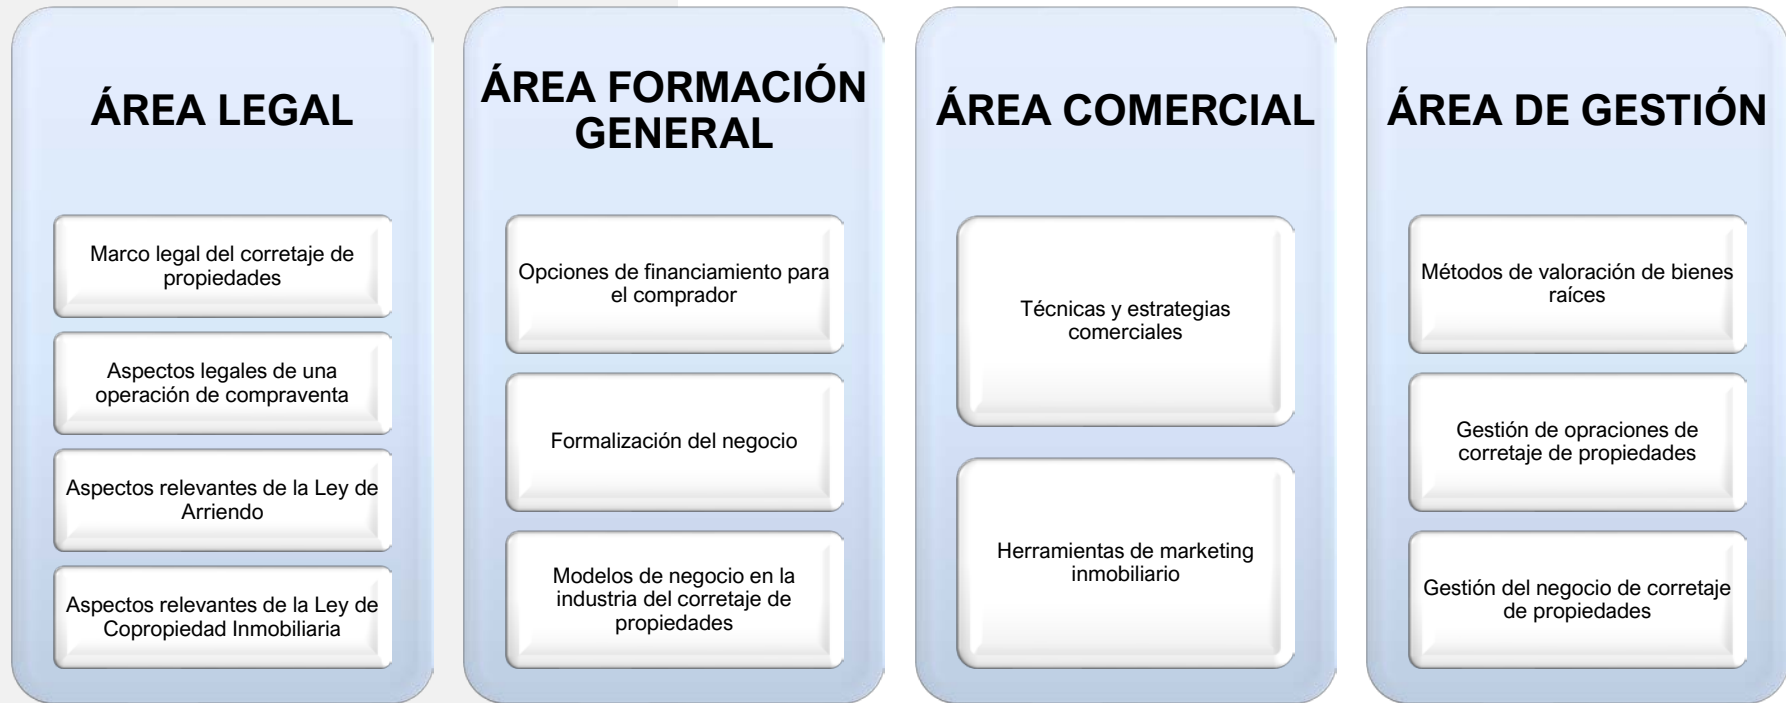 ÁREA LEGAL
Marco legal del corretaje de
propiedades
Aspectos legales de una
operación de compraventa
Aspectos relevantes de la Ley de
Arriendo
Aspectos relevantes de la Ley de
Copropiedad Inmobiliaria
ÁREA FORMACIÓN
GENERAL
Opciones de financiamiento para
el comprador
Formalización del negocio
Modelos de negocio en la
industria del corretaje de
propiedades
ÁREA COMERCIAL
Técnicas y estrategias
comerciales
Herramientas de marketing
inmobiliario
ÁREA DE GESTIÓN
Métodos de valoración de bienes
raíces
Gestión de opraciones de
corretaje de propiedades
Gestión del negocio de corretaje
de propiedades